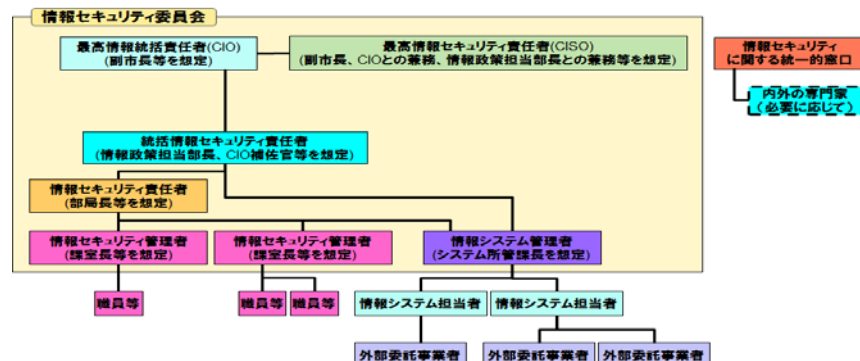 情報セキュリティ委員会
最高情報統括責任者(CIO)
(副市長等を想定)
最高情報セキュリティ責任者(CISO)
(副市長、CIOとの兼務、情報政策担当部長との兼務等を想定)
情報セキュリティ
に関する統一的窓口
内外の専門家
(必要に応じて)
統括情報セキュリティ責任者
(情報政策担当部長、CIO補佐官等を想定)
情報セキュリティ責任者
(部局長等を想定)
情報セキュリティ管理者
(課室長等を想定)
情報セキュリティ管理者
(課室長等を想定)
情報システム管理者
(システム所管課長を想定)
職員等
職員等
職員等
情報システム担当者
情報システム担当者
外部委託事業者
外部委託事業者
外部委託事業者